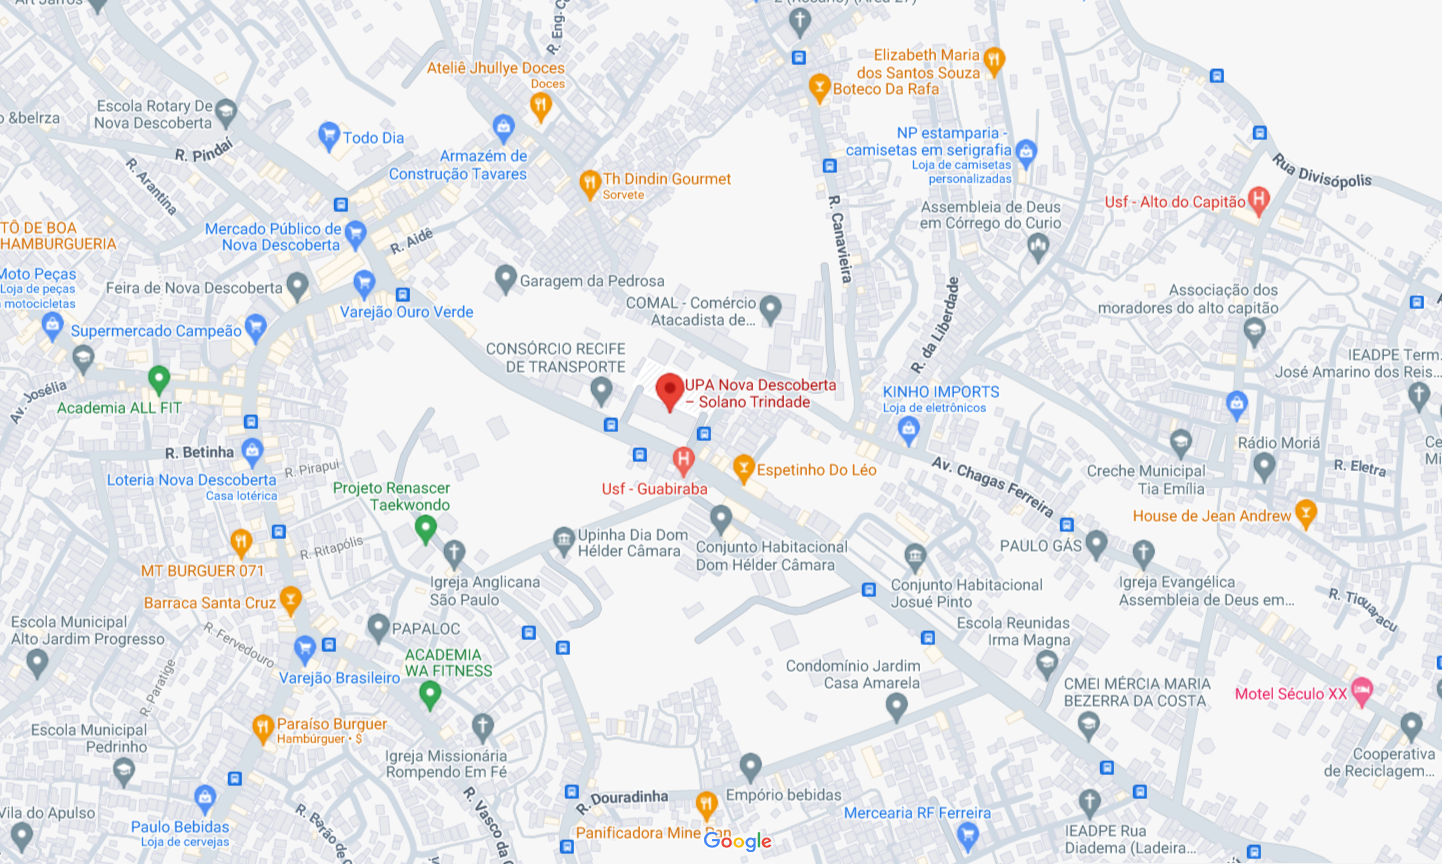 Art Jarros
2 (Rosário) (Área 27)
R. Eng.
Elizabeth Maria
dos Santos Souza
Boteco Da Rafa
Ateliê Jhullye Doces
Doces
Escola Rotary De
Nova Descoberta
o &belrza
Todo Dia
R. Pindaí
Armazém de
Construção Tavares
NP estamparia -
camisetas em serigrafia
Loja de camisetas
personalizadas
Rua Divisópolis
R. Arantina
Th Dindin Gourmet
Sorvete
Usf - Alto do Capitão
Assembleia de Deus
em Córrego do Curio
R. Canavieira
TÔ DE BOA
HAMBURGUERIA
Mercado Público de
Nova Descoberta
R. Aidê
Moto Peças
Loja de peças
motocicletas
Feira de Nova Descoberta
Garagem da Pedrosa
COMAL - Comércio
Atacadista de...
Associação dos
moradores do alto capitão
Varejão Ouro Verde
Supermercado Campeão
R. da Liberdade
CONSÓRCIO RECIFE
DE TRANSPORTE
IEADPE Term.
José Amarino dos Reis...
UPA Nova Descoberta
– Solano Trindade
KINHO IMPORTS
Loja de eletrônicos
Av. Josélia
Academia ALL FIT
R. Betinha
R. Pirapuí
Loteria Nova Descoberta
Casa lotérica
Usf - Guabiraba
Espetinho Do Léo
Av. Chagas Ferreira
Creche Municipal
Tia Emília
Rádio Moriá
R. Eletra
Projeto Renascer
Taekwondo
House de Jean Andrew
R. Ritápolis
Upinha Dia Dom
Hélder Câmara
Conjunto Habitacional
Dom Hélder Câmara
PAULO GÁS
MT BURGUER 071
Igreja Anglicana
São Paulo
Conjunto Habitacional
Josué Pinto
Igreja Evangélica
Assembleia de Deus em...
R. Tiquaraçu
Barraca Santa Cruz
Escola Municipal
Alto Jardim Progresso
R. Fervedouro
PAPALOC
Escola Reunidas
Irma Magna
ACADEMIA
WA FITNESS
Varejão Brasileiro
R. Paratige
Condomínio Jardim
Casa Amarela
CMEI MÉRCIA MARIA
BEZERRA DA COSTA
Motel Século XX
Paraíso Burguer
Hambúrguer • $
Escola Municipal
Pedrinho
Igreja Missionária
Rompendo Em Fé
Cooperativa
de Reciclagem...
R. Douradinha
Empório bebidas
Vila do Apulso
Paulo Bebidas
Loja de cervejas
R. Barão de
R. Vasco da
Panificadora Mine Pan
Google
Mercearia RF Ferreira
IEADPE Rua
Diadema (Ladeira...